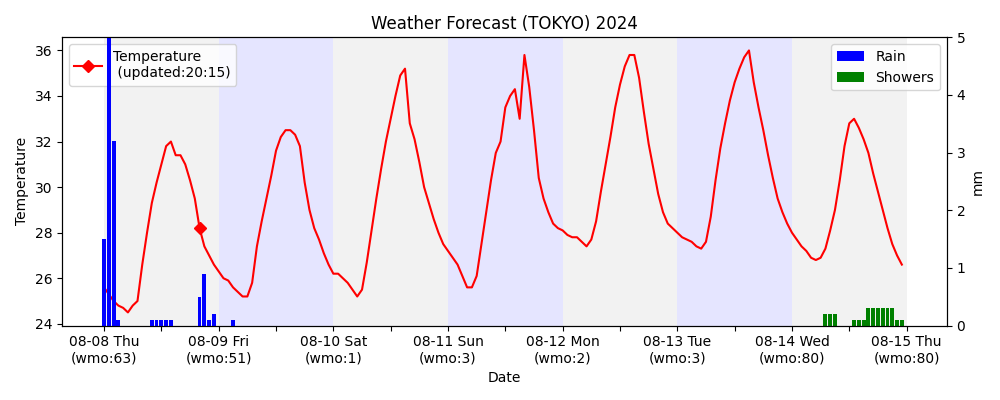 Weather Forecast (TOKYO) 2024
Temperature
(updated:20:15)
Rain
Showers
36
34
32
30
28
26
24
Temperature
5
4
3
2
1
0
mm
08-08 Thu
(wmo:63)
08-09 Fri
(wmo:51)
08-10 Sat
(wmo:1)
08-11 Sun
(wmo:3)
08-12 Mon
(wmo:2)
08-13 Tue
(wmo:3)
08-14 Wed
(wmo:80)
08-15 Thu
(wmo:80)
Date